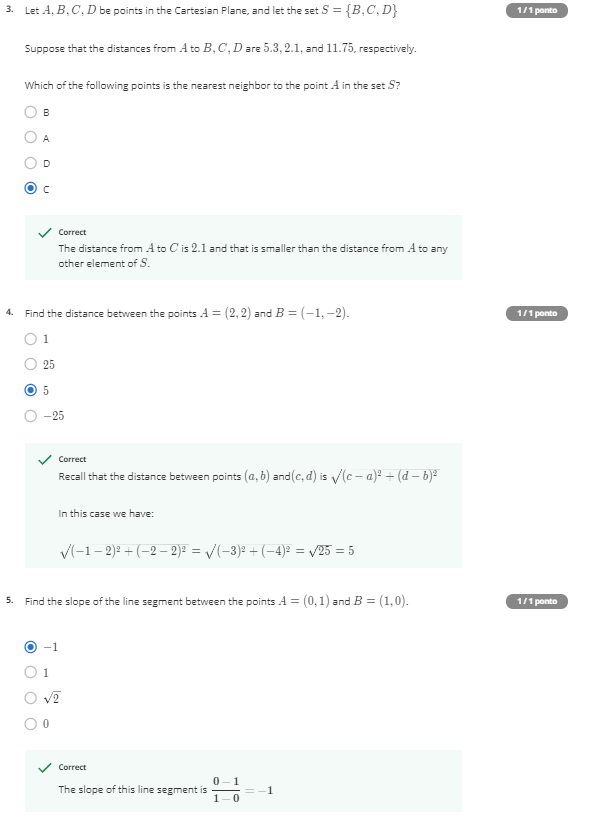 3. Let A, B, C, D be points in the Cartesian Plane, and let the set S = {B, C, D}
1 / 1 ponto
Suppose that the distances from A to B, C, D are 5.3, 2.1, and 11.75, respectively.
Which of the following points is the nearest neighbor to the point A in the set S?
B
A
D
C
Correct
The distance from A to C is 2.1 and that is smaller than the distance from A to any
other element of S.
4. Find the distance between the points A = (2, 2) and B = (−1, −2).
1 / 1 ponto
1
25
5
−25
Correct
Recall that the distance between points (a, b) and(c, d) is √(c − a)² + (d − b)²
In this case we have:
√(−1 − 2)² + (−2 − 2)² = √(−3)² + (−4)² = √25 = 5
5. Find the slope of the line segment between the points A = (0, 1) and B = (1, 0).
1 / 1 ponto
−1
1
√2
0
Correct
The slope of this line segment is 0 − 1 / 1 − 0 = −1